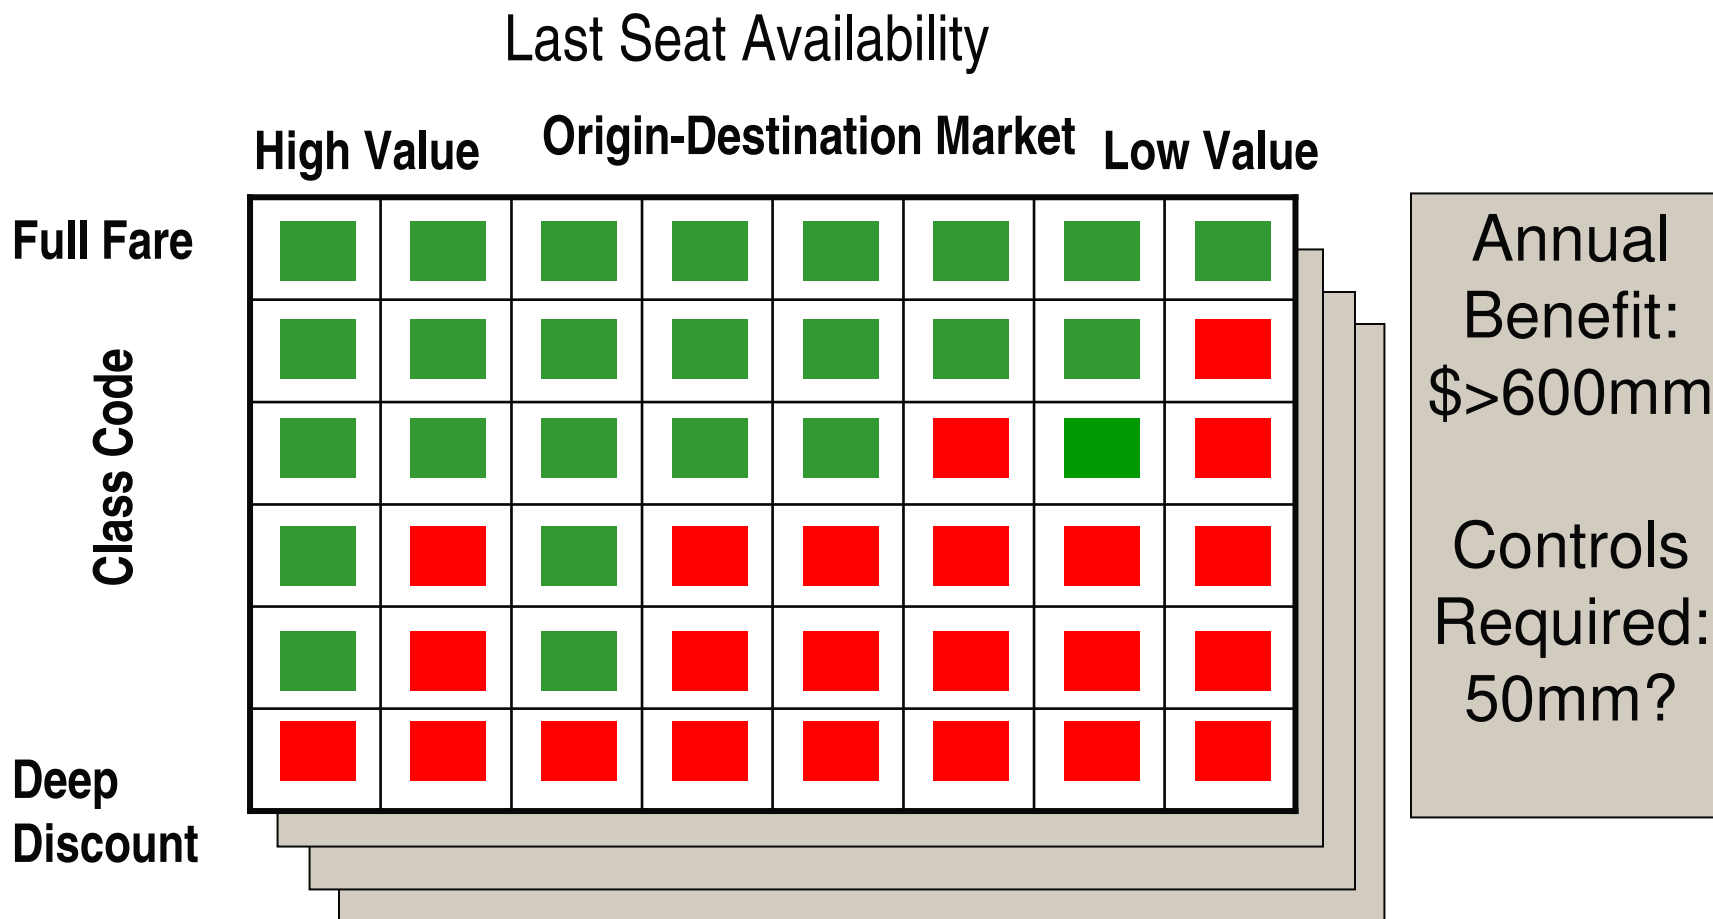 Last Seat Availability
High Value
Origin-Destination Market
Low Value
Full Fare
Class Code
Deep
Discount
Annual
Benefit:
$>600mm
Controls
Required:
50mm?